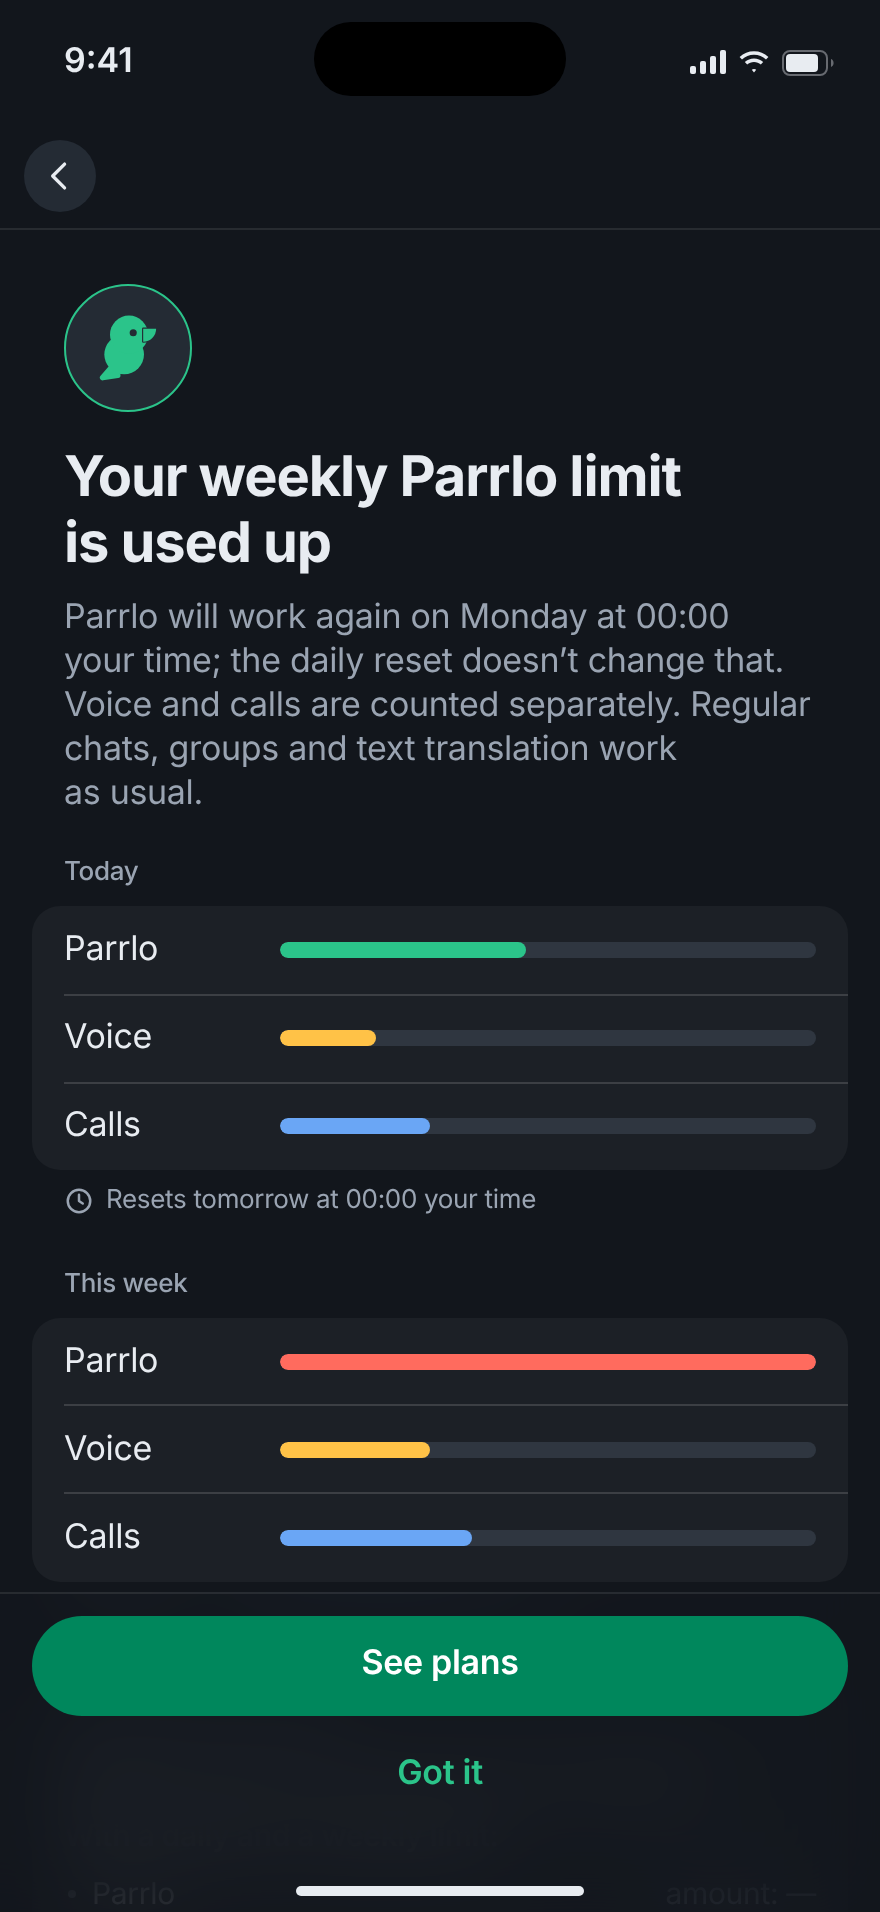 9:41
Your weekly Parrlo limit
is used up
Parrlo will work again on Monday at 00:00
your time; the daily reset doesn’t change that.
Voice and calls are counted separately. Regular
chats, groups and text translation work
as usual.
Today
Parrlo
Voice
Calls
Resets tomorrow at 00:00 your time
This week
Parrlo
Voice
Calls
See plans
Got it
• Parrlo amount: —